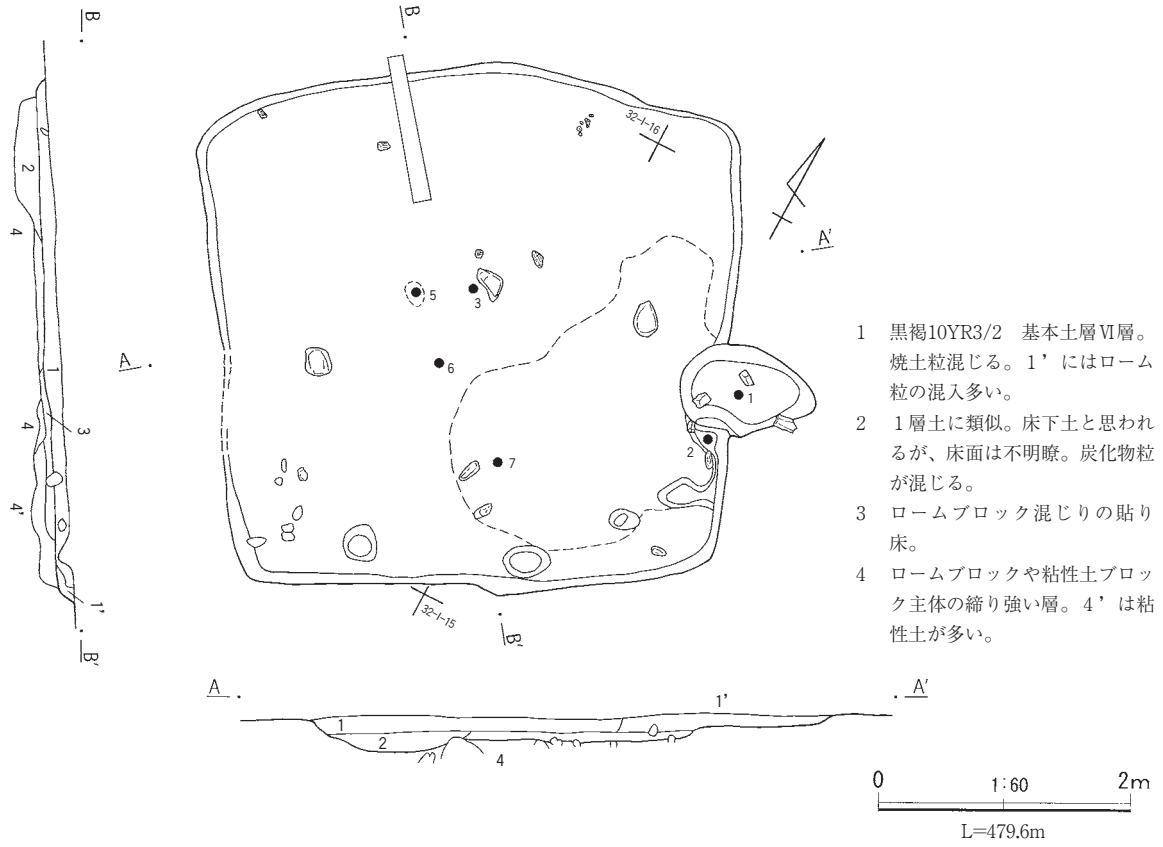 B
B
32-I-16
A'
2
4
5
3
A
6
1
1
3
4
2
7
4'
1'
32-I-15
B'
B'
1 黒褐10YR3/2 基本土層Ⅵ層。
焼土粒混じる。1’にはローム
粒の混入多い。
2 1層土に類似。床下土と思われ
るが、床面は不明瞭。炭化物粒
が混じる。
3 ロームブロック混じりの貼り
床。
4 ロームブロックや粘性土ブロッ
ク主体の締り強い層。4’は粘
性土が多い。
A
A'
1'
1
2
4
0 1:60 2m
L=479.6m